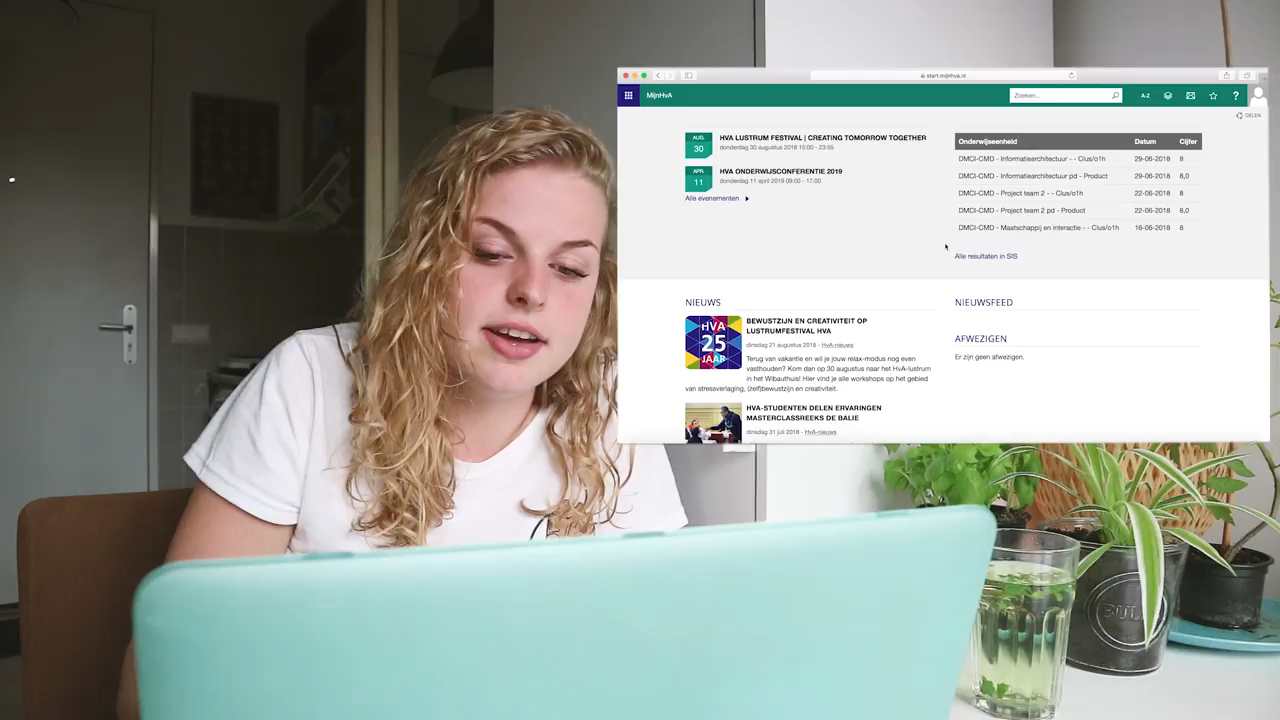 start.mijnhva.nl
MijnHvA
Zoeken...
A-Z
?
DELEN
AUG.
30
HVA LUSTRUM FESTIVAL | CREATING TOMORROW TOGETHER
donderdag 30 augustus 2018 15:00 - 23:55
APR.
11
HVA ONDERWIJSCONFERENTIE 2019
donderdag 11 april 2019 09:00 - 17:00
Alle evenementen
Onderwijseenheid Datum Cijfer
DMCI-CMD - Informatiearchitectuur - - Clus/o1h 29-06-2018 8
DMCI-CMD - Informatiearchitectuur pd - Product 29-06-2018 8,0
DMCI-CMD - Project team 2 - - Clus/o1h 22-06-2018 8
DMCI-CMD - Project team 2 pd - Product 22-06-2018 8,0
DMCI-CMD - Maatschappij en interactie - - Clus/o1h 16-06-2018 8
Alle resultaten in SIS
NIEUWS
HVA
25
JAAR
BEWUSTZIJN EN CREATIVITEIT OP
LUSTRUMFESTIVAL HVA
dinsdag 21 augustus 2018 - HvA-nieuws
Terug van vakantie en wil je jouw relax-modus nog even
vasthouden? Kom dan op 30 augustus naar het HvA-lustrum
in het Wibauthuis! Hier vind je alle workshops op het gebied
van stressverlaging, (zelf)bewustzijn en creativiteit.
HVA-STUDENTEN DELEN ERVARINGEN
MASTERCLASSREEKS DE BALIE
dinsdag 31 juli 2018 - HvA-nieuws
NIEUWSFEED
AFWEZIGEN
Er zijn geen afwezigen.